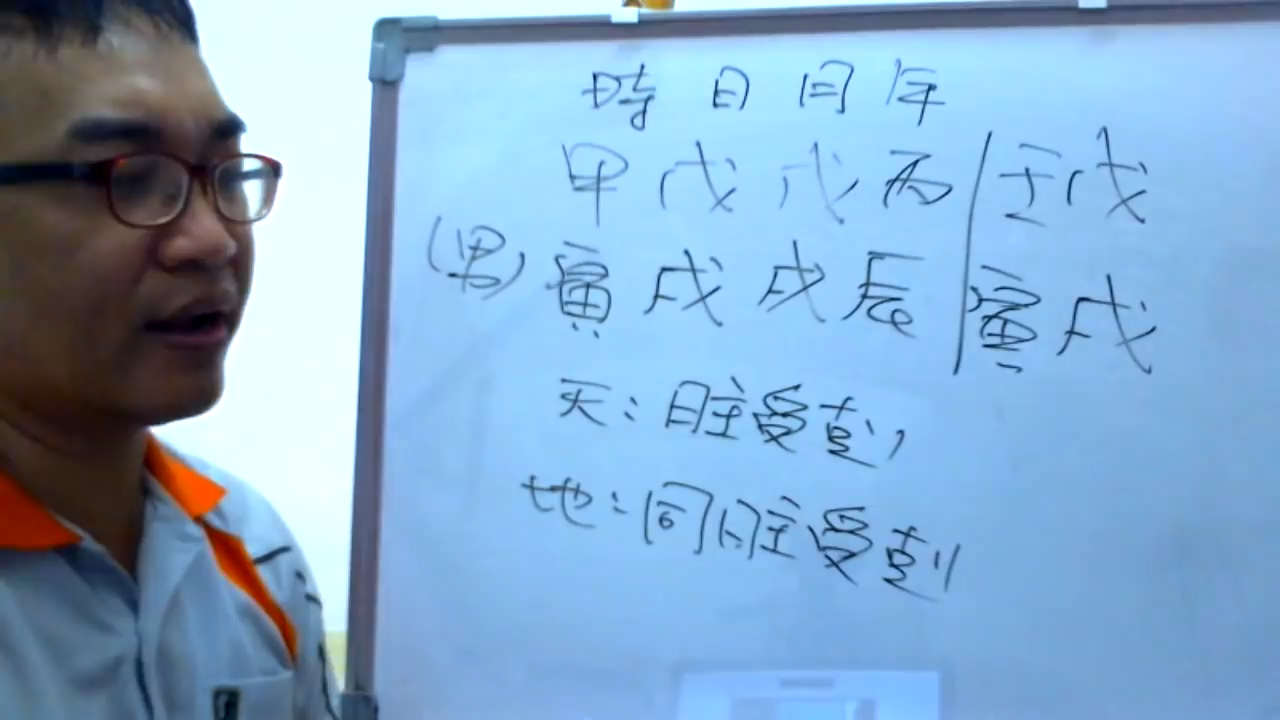 時日月年
甲戊戊丙 壬戊
(男)寅戌戌辰 寅戌
天:日主受剋
地:同日主受剋